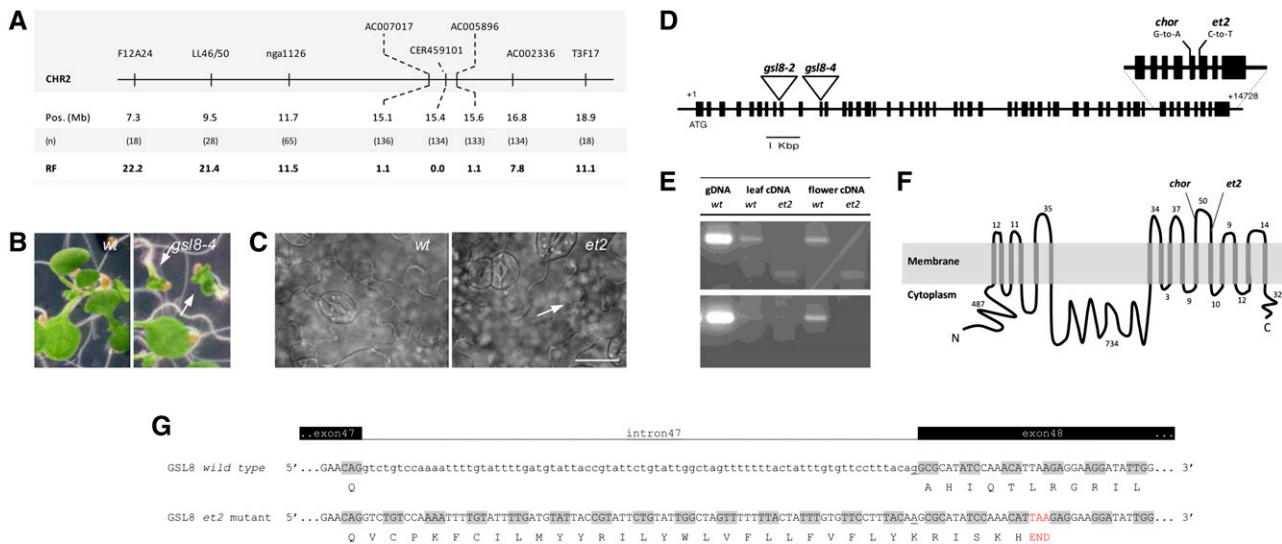 A
AC007017
AC005896
F12A24
LL46/50
nga1126
CER459101
AC002336
T3F17
CHR2
Pos. (Mb) 7.3 9.5 11.7 15.1 15.4 15.6 16.8 18.9
(n) (18) (28) (65) (136) (134) (133) (134) (18)
RF 22.2 21.4 11.5 1.1 0.0 1.1 7.8 11.1
B
wt
gsl8-4
C
wt
et2
D
chor
G-to-A
et2
C-to-T
gsl8-2
gsl8-4
+1
ATG
+14728
I Kbp
E
gDNA leaf cDNA flower cDNA
wt wt et2 wt et2
F
chor
et2
12
11
35
34
37
50
9
14
Membrane
Cytoplasm
487
3
9
10
12
32
N
734
C
G
..exon47 intron47 exon48 ...
GSL8 wild type 5’...GAACAGgtctgtccaaaattttgtattttgatgtattaccgtattctgtattggctagtttttttactatttgtgttcctttacagGCGCATATCCAAACATTAAGAGGAAGGATATTGG... 3’
Q A H I Q T L R G R I L
GSL8 et2 mutant 5’...GAACAGGTCTGTCCAAAATTTTGTATTTTGATGTATTACCGTATTCTGTATTGGCTAGTTTTTTTACTATTTGTGTTCCTTTACAAGCGCATATCCAAACATTAAGAGGAAGGATATTGG... 3’
Q V C P K F C I L M Y Y R I L Y W L V F L L F V F L Y K R I S K H END